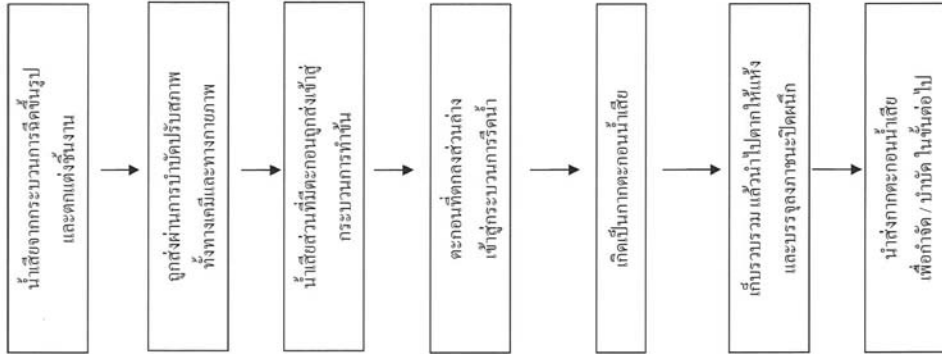 น้ำเสียจากกระบวนการฉีดขึ้นรูป
และตกแต่งชิ้นงาน
ถูกส่งผ่านการบำบัดปรับสภาพ
ทั้งทางเคมีและทางกายภาพ
น้ำเสียส่วนที่มีตะกอนถูกส่งเข้าสู่
กระบวนการทำข้น
ตะกอนที่ตกลงส่วนล่าง
เข้าสู่กระบวนการรีดน้ำ
เกิดเป็นกากตะกอนน้ำเสีย
เก็บรวบรวม แล้วนำไปตากให้แห้ง
และบรรจุลงภาชนะปิดผนึก
นำส่งกากตะกอนน้ำเสีย
เพื่อกำจัด / บำบัด ในขั้นต่อไป